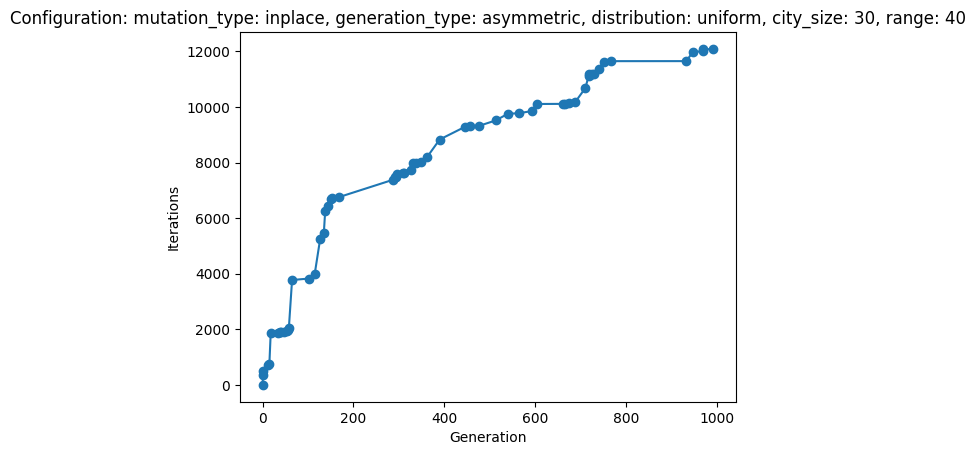 Configuration: mutation_type: inplace, generation_type: asymmetric, distribution: uniform, city_size: 30, range: 40
12000
10000
8000
6000
4000
2000
0
Iterations
0 200 400 600 800 1000
Generation